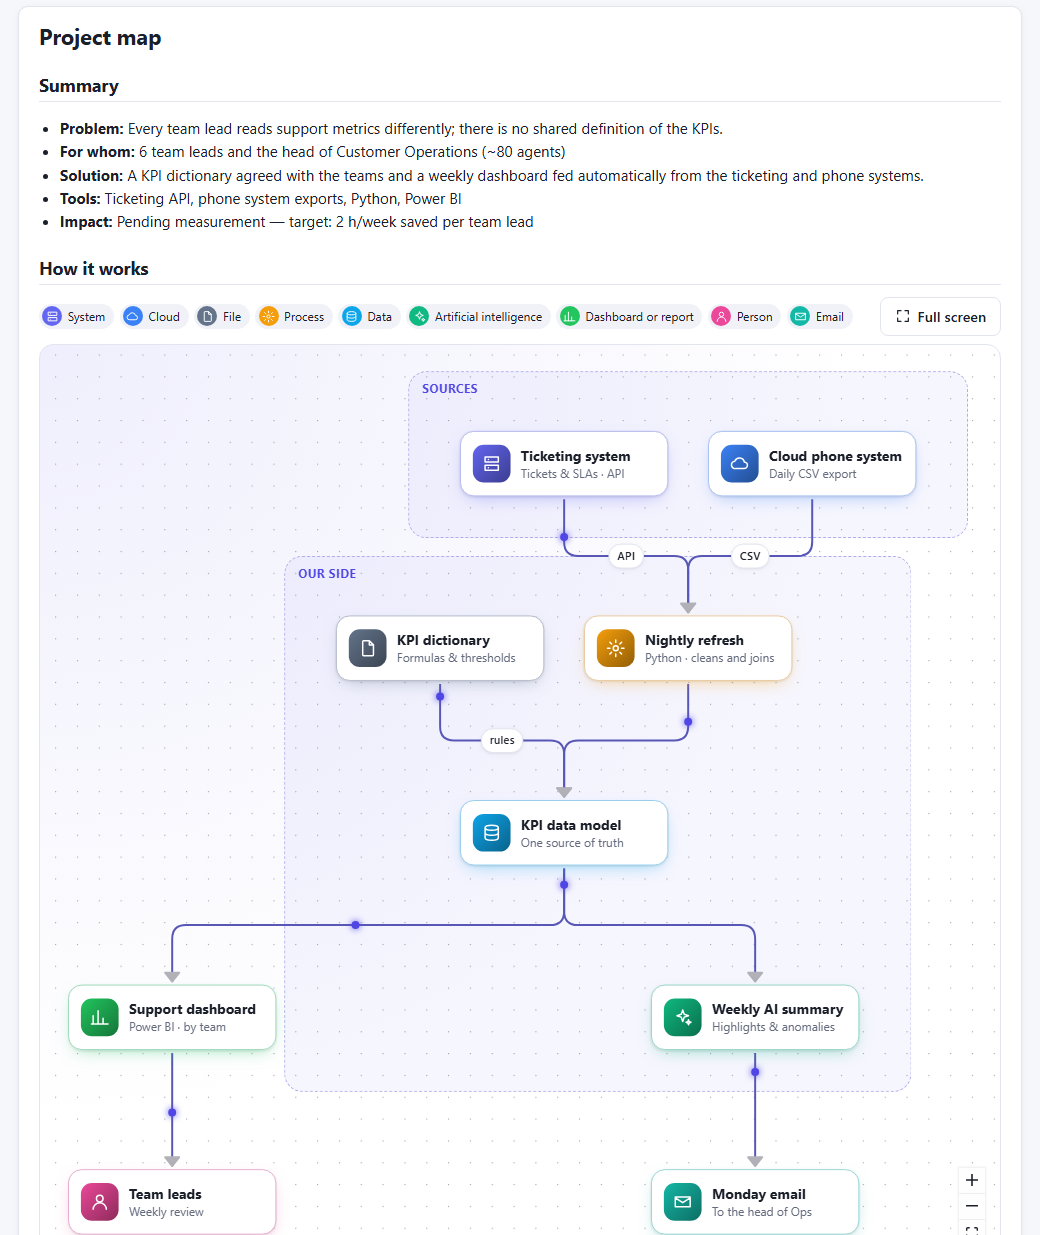 Project map
Summary
Problem: Every team lead reads support metrics differently; there is no shared definition of the KPIs.
For whom: 6 team leads and the head of Customer Operations (~80 agents)
Solution: A KPI dictionary agreed with the teams and a weekly dashboard fed automatically from the ticketing and phone systems.
Tools: Ticketing API, phone system exports, Python, Power BI
Impact: Pending measurement — target: 2 h/week saved per team lead
How it works
System
Cloud
File
Process
Data
Artificial intelligence
Dashboard or report
Person
Email
Full screen
SOURCES
Ticketing system
Tickets & SLAs · API
Cloud phone system
Daily CSV export
API
CSV
OUR SIDE
KPI dictionary
Formulas & thresholds
Nightly refresh
Python · cleans and joins
rules
KPI data model
One source of truth
Support dashboard
Power BI · by team
Weekly AI summary
Highlights & anomalies
Team leads
Weekly review
Monday email
To the head of Ops